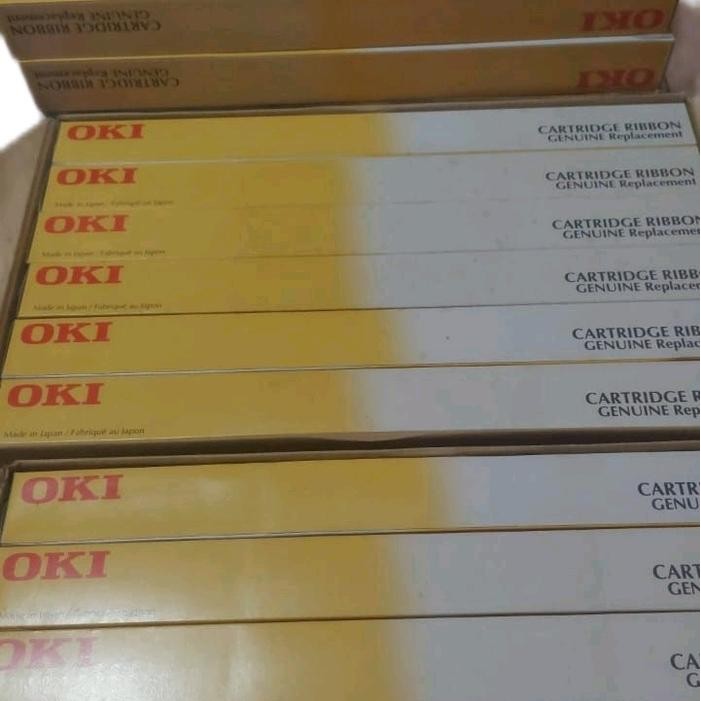 CARTRIDGE RIBBON
GENUINE Replacement
OKI
CARTRIDGE RIBBON
GENUINE Replacement
OKI
OKI
CARTRIDGE RIBBON
GENUINE Replacement
OKI
CARTRIDGE RIBBON
GENUINE Replacement
Made in Japan / Fabriqué au Japon
OKI
CARTRIDGE RIBBON
GENUINE Replacemen
Made in Japan / Fabriqué au Japon
OKI
CARTRIDGE RIBB
GENUINE Replacer
Made in Japan / Fabriqué au Japon
OKI
CARTRIDGE RIB
GENUINE Replac
OKI
CARTRIDGE R
GENUINE Rep
Made in Japan / Fabriqué au Japon
OKI
CARTR
GENU
OKI
CART
GEN
OKI
CA
G